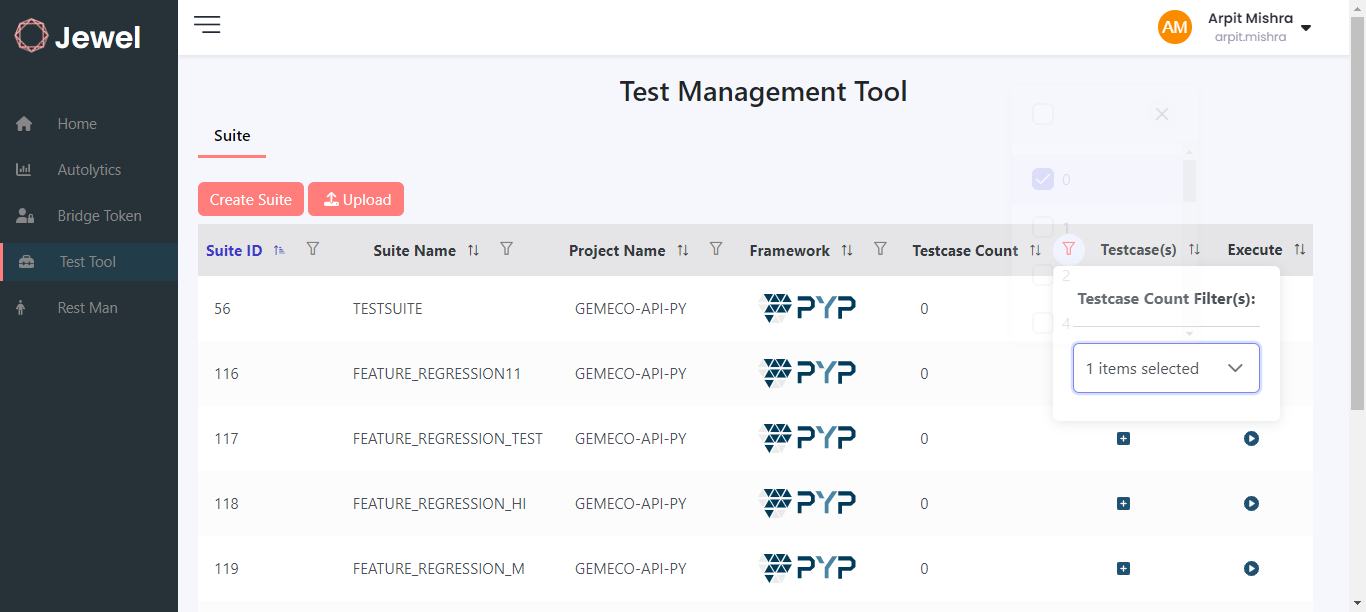 Jewel
Arpit Mishra
AM
arpit.mishra
Home
Autolytics
Bridge Token
Test Tool
Rest Man
Test Management Tool
Suite
Create Suite
Upload
Suite ID Suite Name Project Name Framework Testcase Count Testcase(s) Execute
0
1
2
4
Testcase Count Filter(s):
1 items selected
56 TESTSUITE GEMECO-API-PY PYP 0
116 FEATURE_REGRESSION11 GEMECO-API-PY PYP 0
117 FEATURE_REGRESSION_TEST GEMECO-API-PY PYP 0
118 FEATURE_REGRESSION_HI GEMECO-API-PY PYP 0
119 FEATURE_REGRESSION_M GEMECO-API-PY PYP 0